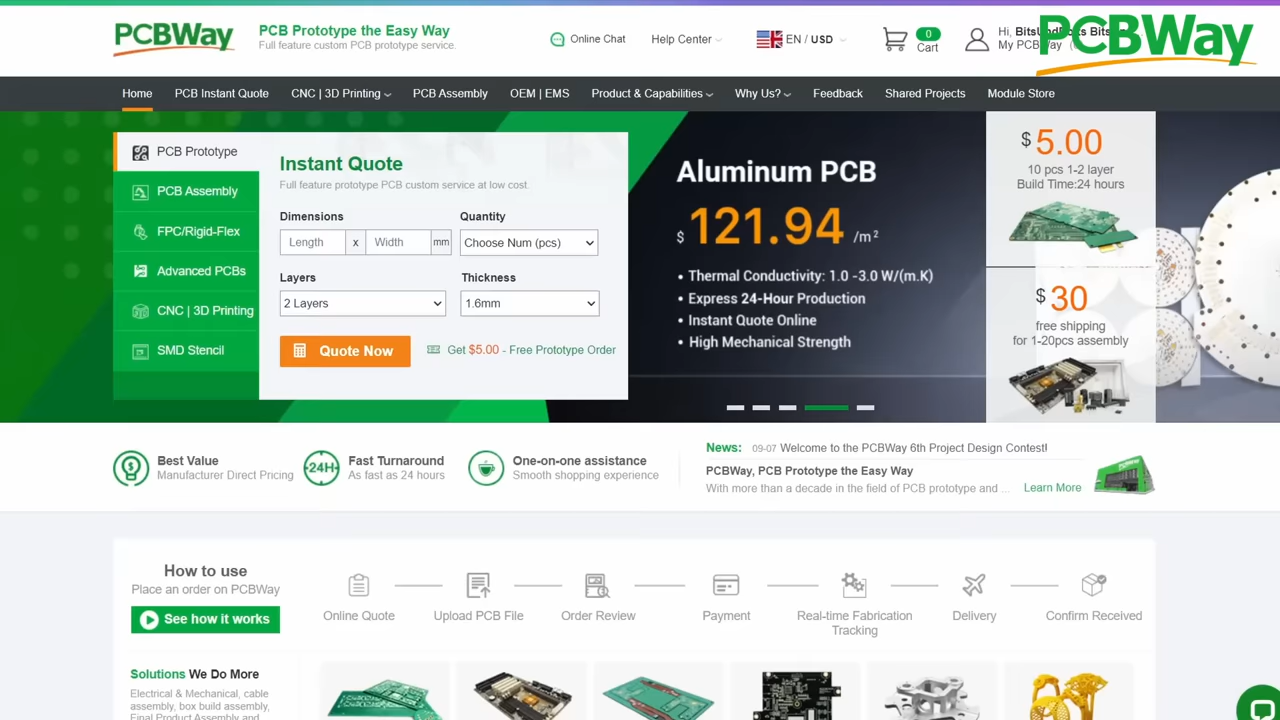 PCBWay
PCB Prototype the Easy Way
Full feature custom PCB prototype service.
Online Chat
Help Center
EN / USD
0
Cart
Hi,
My PCBWay
PCBWay
Home
PCB Instant Quote
CNC | 3D Printing
PCB Assembly
OEM | EMS
Product & Capabilities
Why Us?
Feedback
Shared Projects
Module Store
PCB Prototype
PCB Assembly
FPC/Rigid-Flex
Advanced PCBs
CNC | 3D Printing
SMD Stencil
Instant Quote
Full feature prototype PCB custom service at low cost.
Dimensions
Quantity
Length x Width mm
Choose Num (pcs)
Layers
Thickness
2 Layers
1.6mm
Quote Now
Get $5.00 - Free Prototype Order
Aluminum PCB
$ 121.94 /m²
• Thermal Conductivity: 1.0 -3.0 W/(m.K)
• Express 24-Hour Production
• Instant Quote Online
• High Mechanical Strength
$ 5.00
10 pcs 1-2 layer
Build Time:24 hours
$ 30
free shipping
for 1-20pcs assembly
Best Value
Manufacturer Direct Pricing
24H
Fast Turnaround
As fast as 24 hours
One-on-one assistance
Smooth shopping experience
News: 09-07 Welcome to the PCBWay 6th Project Design Contest!
PCBWay, PCB Prototype the Easy Way
With more than a decade in the field of PCB prototype and ... Learn More
How to use
Place an order on PCBWay
See how it works
Online Quote
Upload PCB File
Order Review
Payment
Real-time Fabrication
Tracking
Delivery
Confirm Received
Solutions We Do More
Electrical & Mechanical, cable
assembly, box build assembly,
Final Product Assembly and